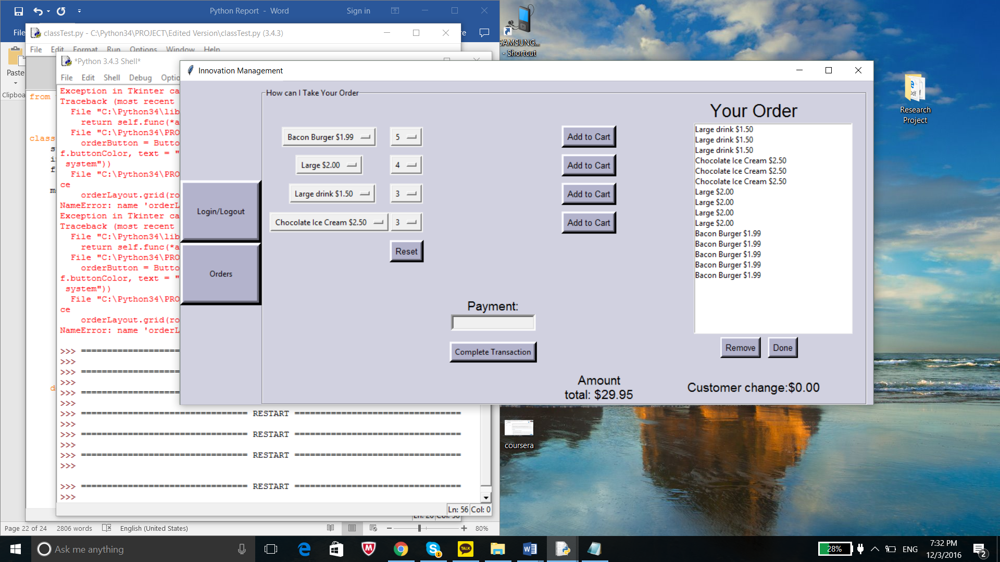 Python Report - Word
Sign in
File
re
classTest.py - C:\Python34\PROJECT\Edited Version\classTest.py (3.4.3)
File Edit Format Run Options Window Help
Paste
*Python 3.4.3 Shell*
File Edit Shell Debug Optio
Clipboa
from
class
Exception in Tkinter ca
Traceback (most recent
File "C:\Python34\lib
return self.func(*a
File "C:\Python34\PRO
orderButton = Butto
f.buttonColor, text = "
system"))
File "C:\Python34\PRO
ce
orderLayout.grid(ro
NameError: name 'orderL
Exception in Tkinter ca
Traceback (most recent
File "C:\Python34\lib
return self.func(*a
File "C:\Python34\PRO
orderButton = Butto
f.buttonColor, text = "
system"))
File "C:\Python34\PRO
ce
orderLayout.grid(ro
NameError: name 'orderL
>>> ================
>>>
>>> ================
>>>
>>> ================
>>>
>>> ================================ RESTART ================================
>>>
>>> ================================ RESTART ================================
>>>
>>> ================================ RESTART ================================
>>>
>>> ================================ RESTART ================================
>>>
Ln: 56 Col: 0
Page 22 of 24 2806 words English (United States)
80%
Innovation Management
How can I Take Your Order
Login/Logout
Orders
Bacon Burger $1.99 5 Add to Cart
Large $2.00 4 Add to Cart
Large drink $1.50 3 Add to Cart
Chocolate Ice Cream $2.50 3 Add to Cart
Reset
Payment:
Complete Transaction
Your Order
Large drink $1.50
Large drink $1.50
Large drink $1.50
Chocolate Ice Cream $2.50
Chocolate Ice Cream $2.50
Chocolate Ice Cream $2.50
Large $2.00
Large $2.00
Large $2.00
Large $2.00
Bacon Burger $1.99
Bacon Burger $1.99
Bacon Burger $1.99
Bacon Burger $1.99
Bacon Burger $1.99
Remove Done
Amount
total: $29.95
Customer change:$0.00
SAMSUNG...
- Shortcut
Research
Project
coursera
Ask me anything
TALK
28%
ENG
7:32 PM
12/3/2016
2